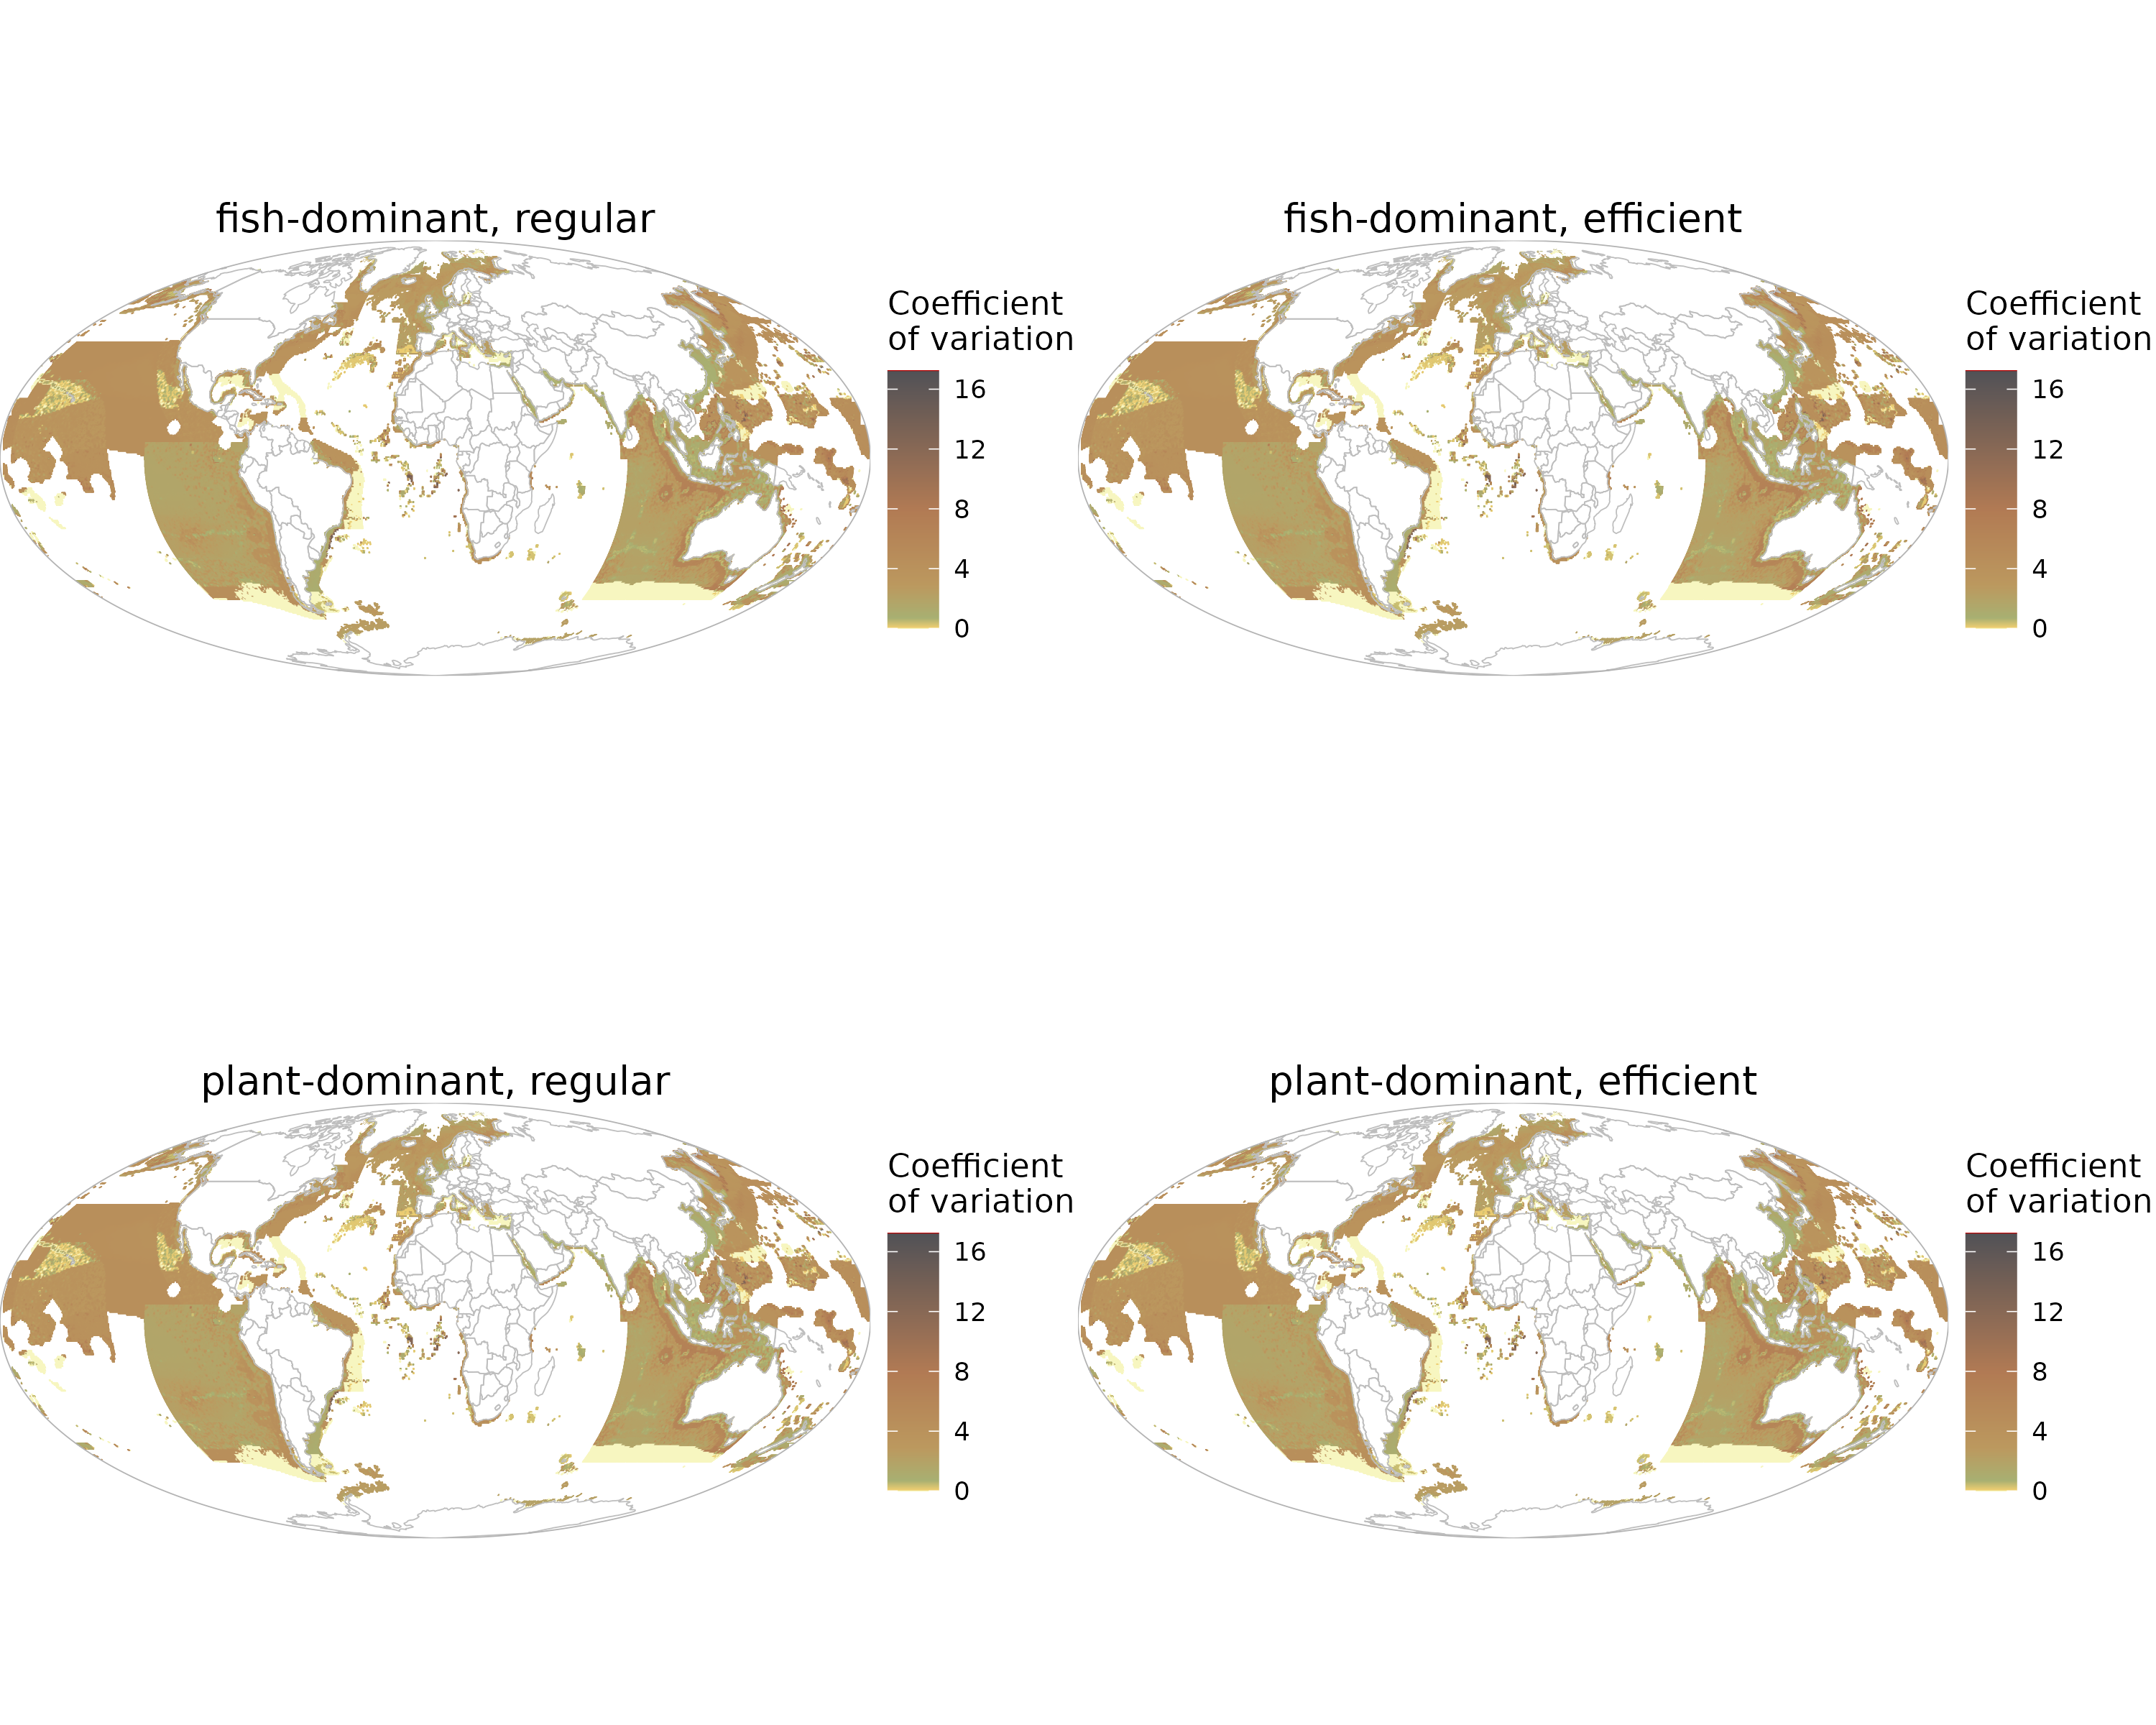 fish-dominant, regular
Coefficient
of variation
16
12
8
4
0
fish-dominant, efficient
Coefficient
of variation
16
12
8
4
0
plant-dominant, regular
Coefficient
of variation
16
12
8
4
0
plant-dominant, efficient
Coefficient
of variation
16
12
8
4
0